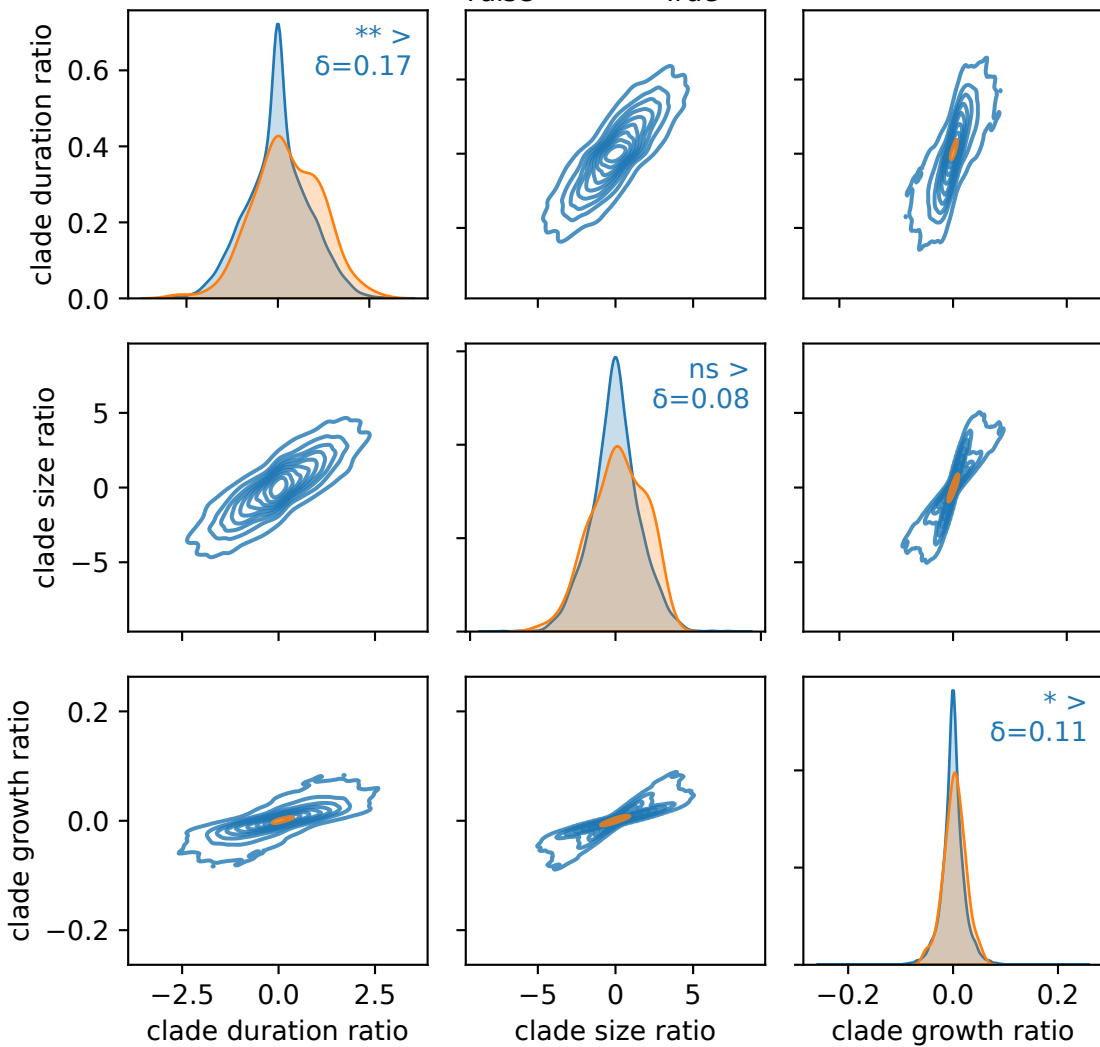 ** >
δ=0.17
clade duration ratio
0.6
0.4
0.2
0.0
ns >
δ=0.08
clade size ratio
5
0
−5
* >
δ=0.11
clade growth ratio
0.2
0.0
−0.2
−2.5 0.0 2.5
−5 0 5
−0.2 0.0 0.2
clade duration ratio
clade size ratio
clade growth ratio